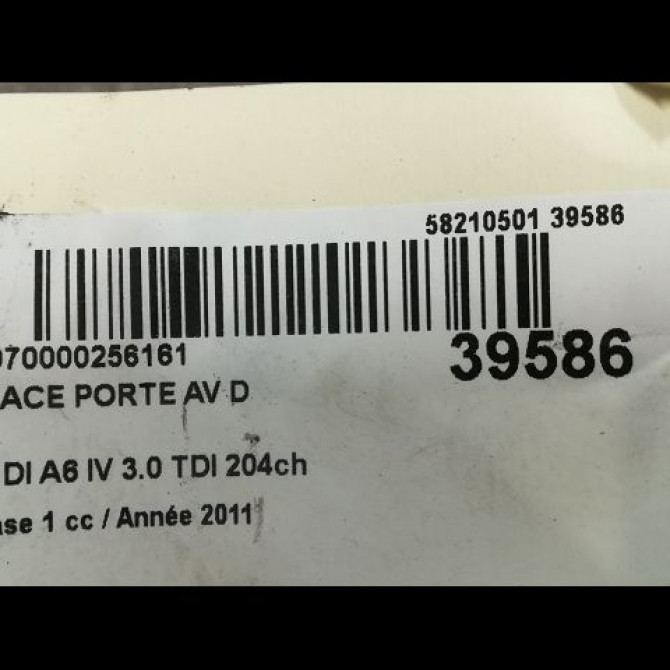 58210501 39586
070000256161
39586
ACE PORTE AV D
DI A6 IV 3.0 TDI 204ch
ase 1 cc / Année 2011